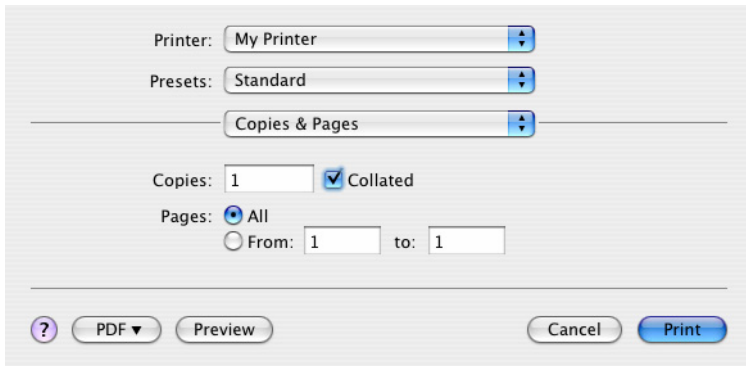 Printer: My Printer
Presets: Standard
Copies & Pages
Copies: 1 Collated
Pages: All
From: 1 to: 1
? PDF▼ Preview Cancel Print